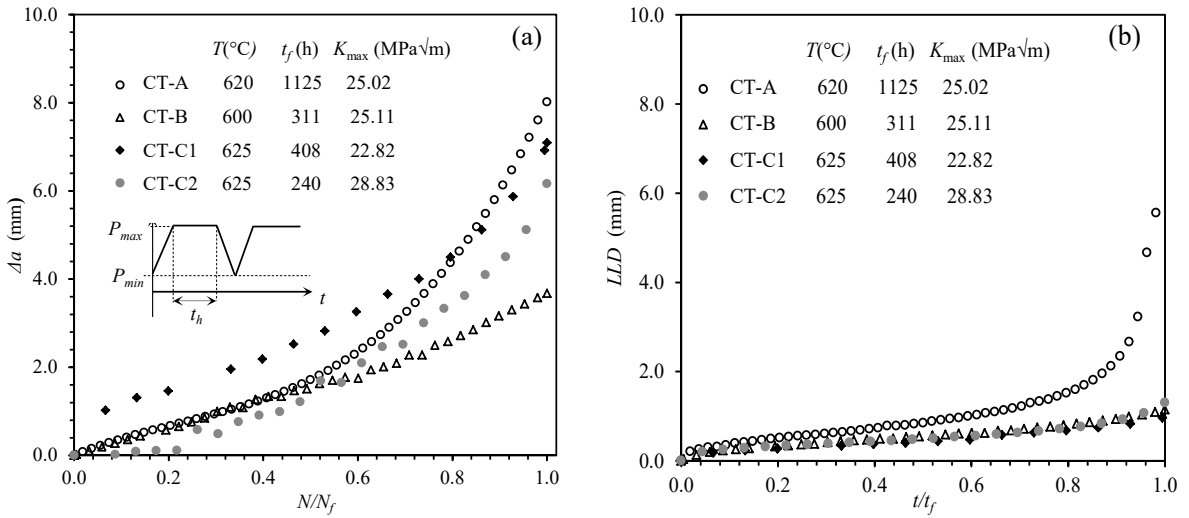 (a)
10.0
8.0
6.0
4.0
2.0
0.0
Δa (mm)
T(°C) t_f (h) K_max (MPa√m)
CT-A 620 1125 25.02
CT-B 600 311 25.11
CT-C1 625 408 22.82
CT-C2 625 240 28.83
P_max
P_min
t
t_h
0.0 0.2 0.4 0.6 0.8 1.0
N/N_f
(b)
10.0
8.0
6.0
4.0
2.0
0.0
LLD (mm)
T(°C) t_f (h) K_max (MPa√m)
CT-A 620 1125 25.02
CT-B 600 311 25.11
CT-C1 625 408 22.82
CT-C2 625 240 28.83
0.0 0.2 0.4 0.6 0.8 1.0
t/t_f